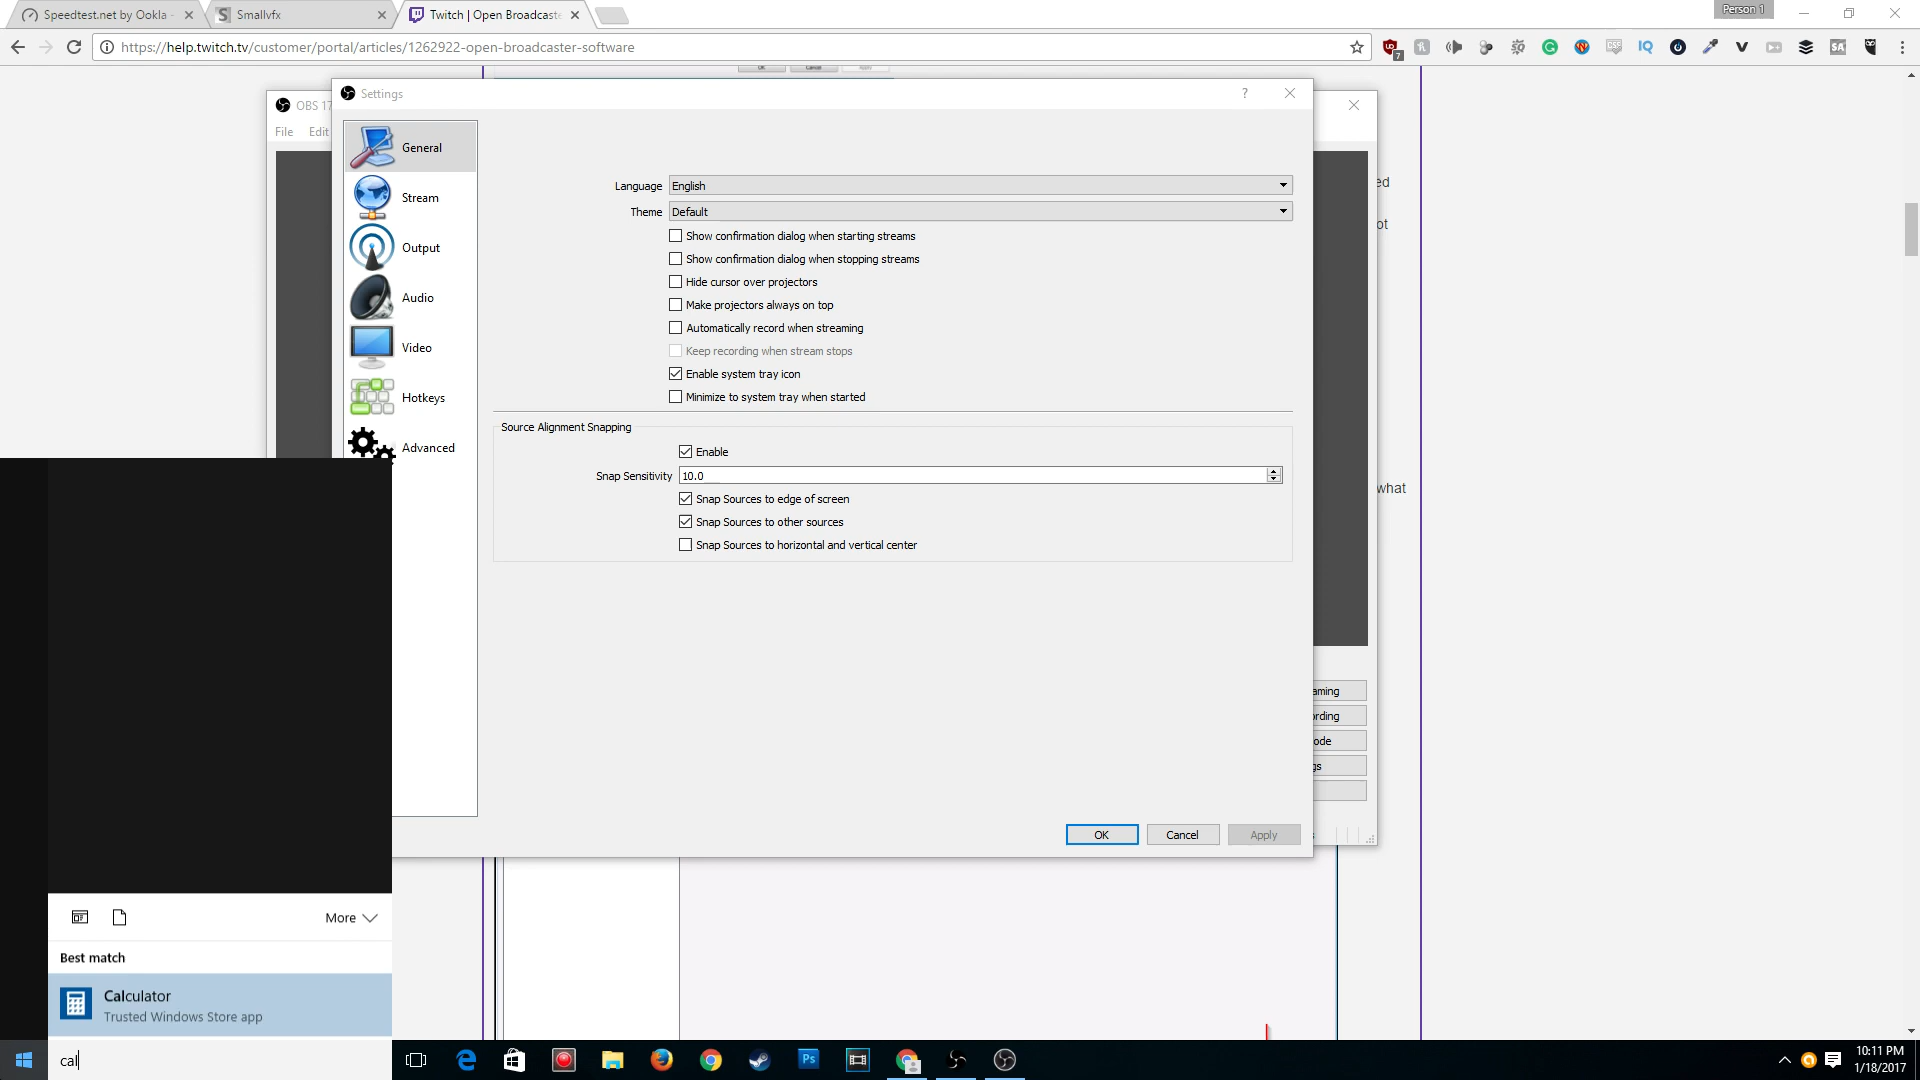 Speedtest.net by Ookla -
Smallvfx
Twitch | Open Broadcaste
Person 1
https://help.twitch.tv/customer/portal/articles/1262922-open-broadcaster-software
7
OBS 17
Settings
?
File Edit
General
Stream
Output
Audio
Video
Hotkeys
Advanced
Language English
Theme Default
Show confirmation dialog when starting streams
Show confirmation dialog when stopping streams
Hide cursor over projectors
Make projectors always on top
Automatically record when streaming
Keep recording when stream stops
Enable system tray icon
Minimize to system tray when started
Source Alignment Snapping
Enable
Snap Sensitivity 10.0
Snap Sources to edge of screen
Snap Sources to other sources
Snap Sources to horizontal and vertical center
ed
ot
what
aming
ording
ode
gs
OK Cancel Apply
More
Best match
Calculator
Trusted Windows Store app
cal
Ps
10:11 PM
1/18/2017